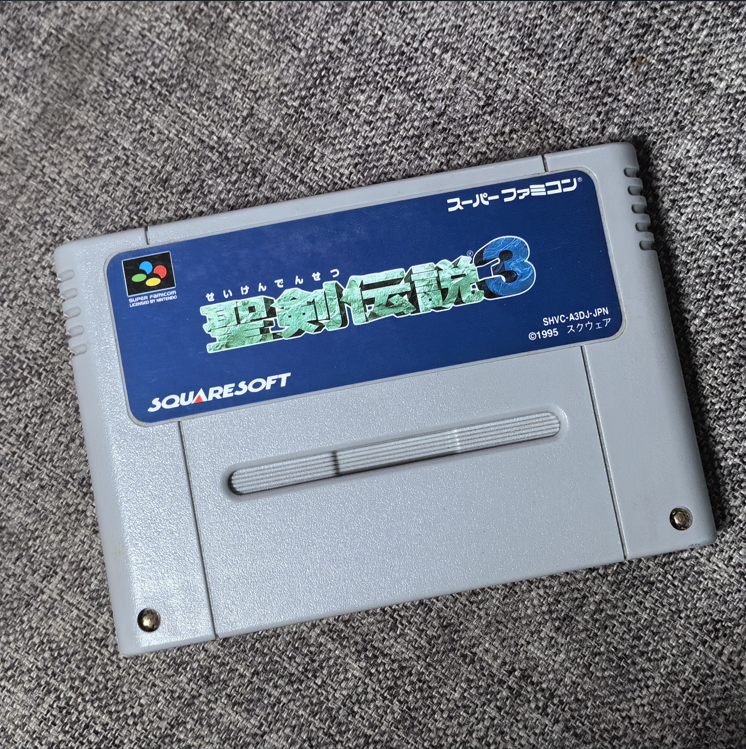 スーパーファミコン®
SUPER FAMICOM
LICENSED BY NINTENDO
せいけんでんせつ
聖剣伝説®3
SHVC-A3DJ-JPN
©1995 スクウェア
SQUARESOFT